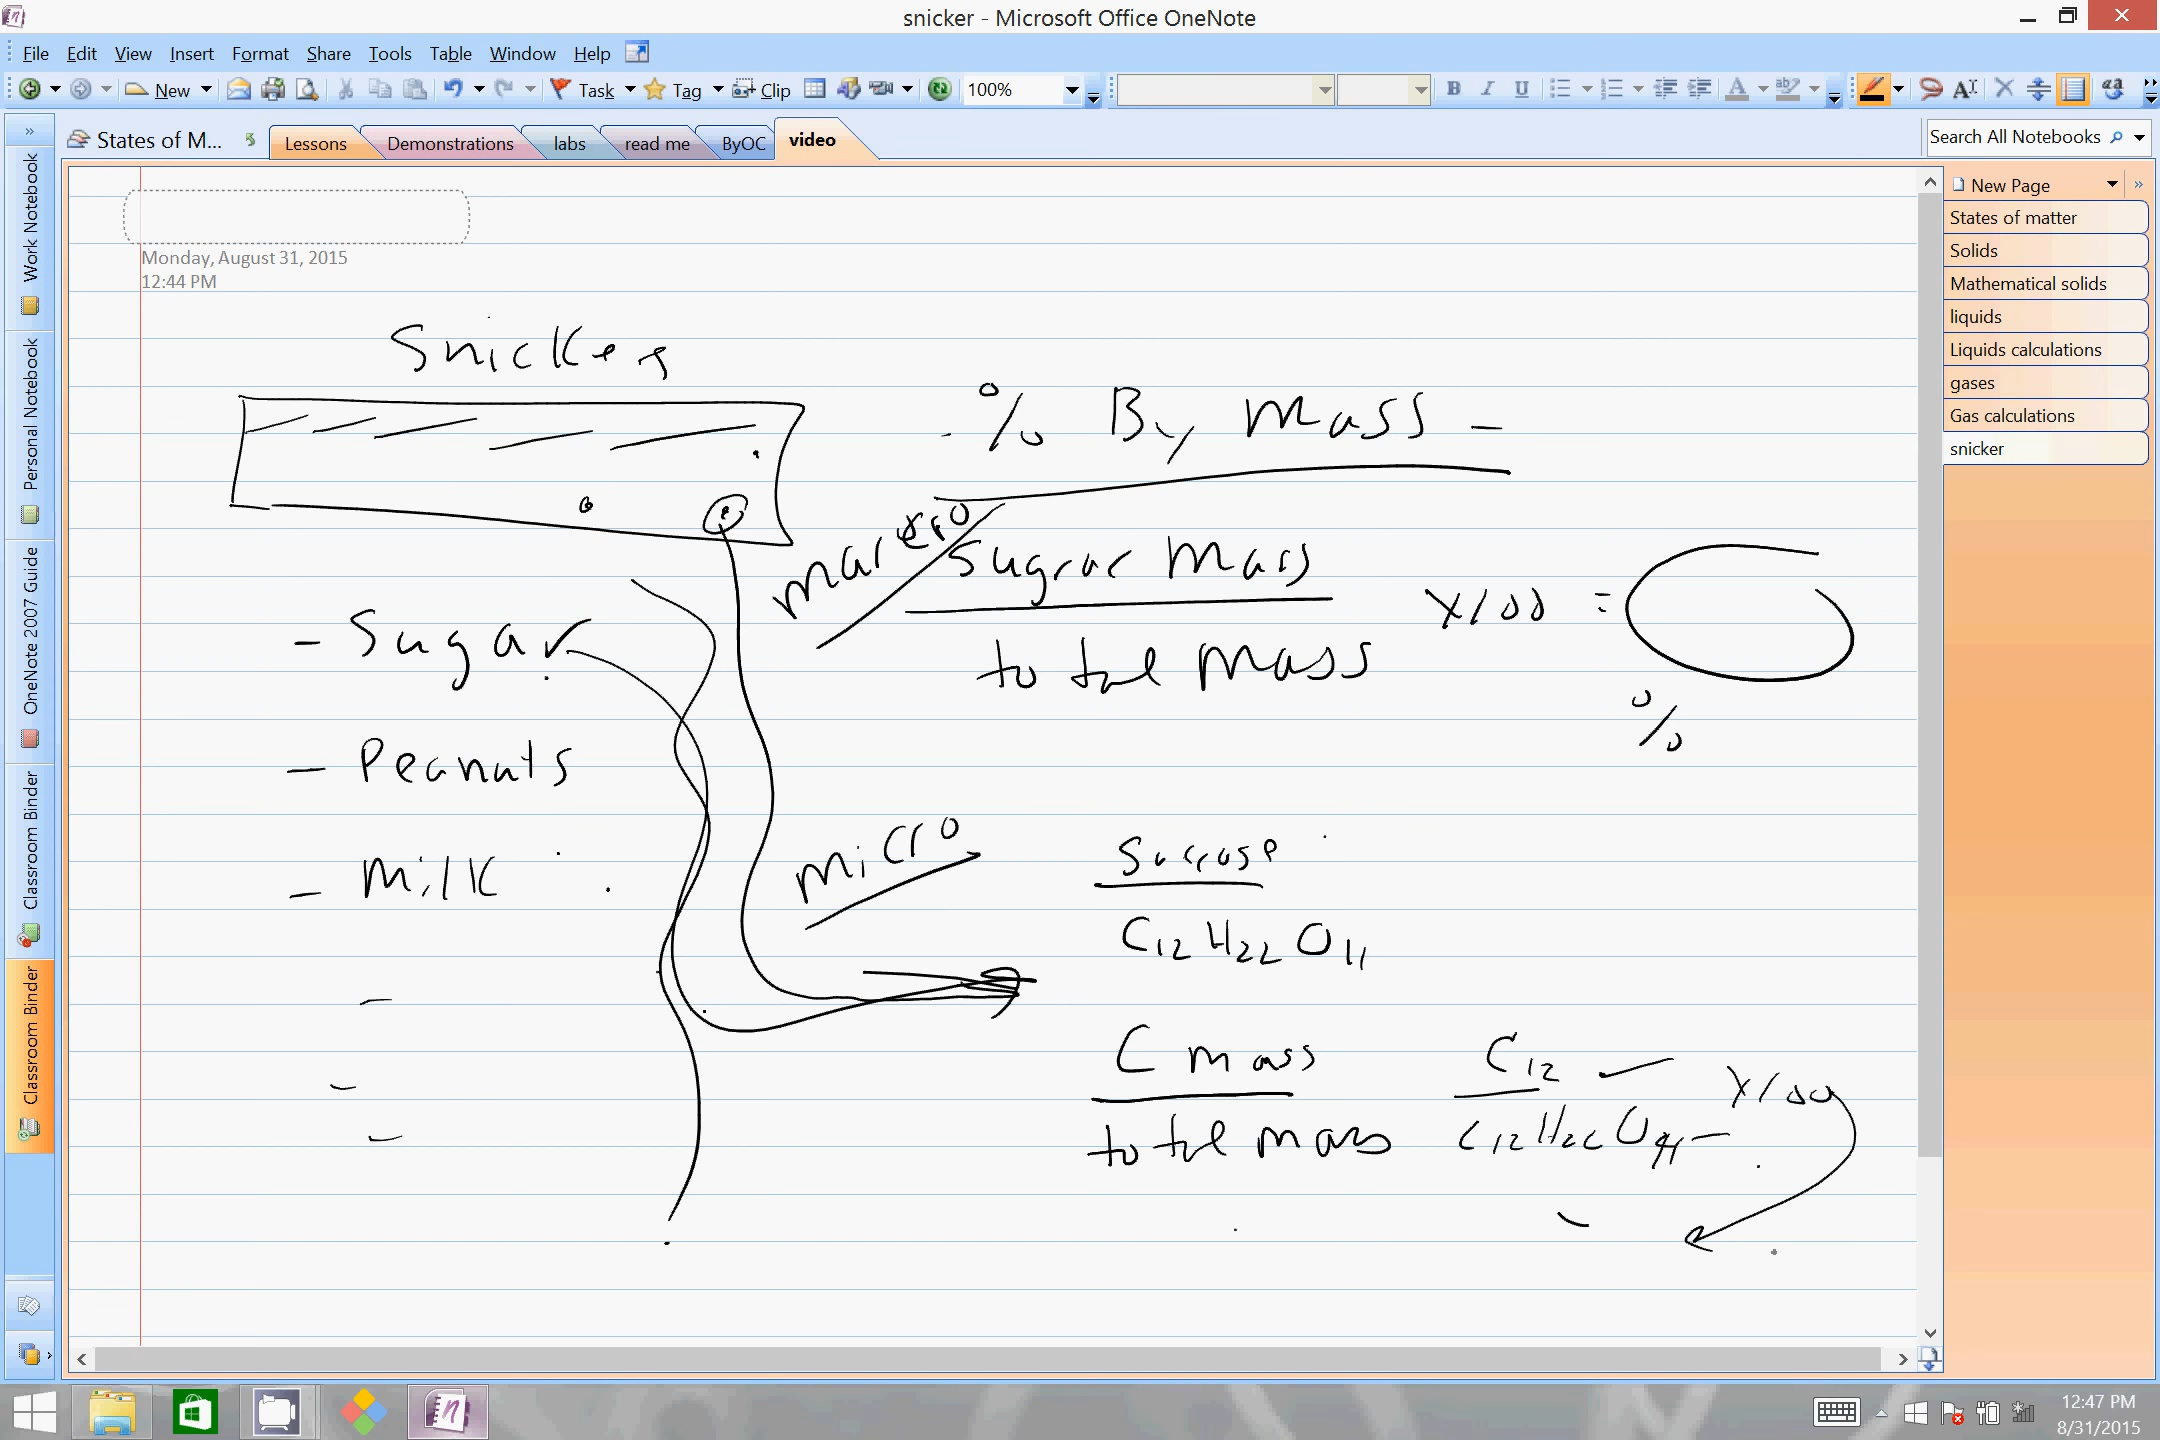 snicker - Microsoft Office OneNote
File Edit View Insert Format Share Tools Table Window Help
New Task Tag Clip 100% B I U
States of M... Lessons Demonstrations labs read me ByOC video
Search All Notebooks
Work Notebook
Personal Notebook
OneNote 2007 Guide
Classroom Binder
Classroom Binder
New Page
States of matter
Solids
Mathematical solids
liquids
Liquids calculations
gases
Gas calculations
snicker
Monday, August 31, 2015
12:44 PM
Snickers
- Sugar
- Peanuts
- Milk
-
-
-
% By Mass -
macro
Sugrar Mass
total Mass
X100 =
%
micro
Sucrose
C12H22O11
C mass
total mass
C12
C12H22O11
X100
12:47 PM
8/31/2015